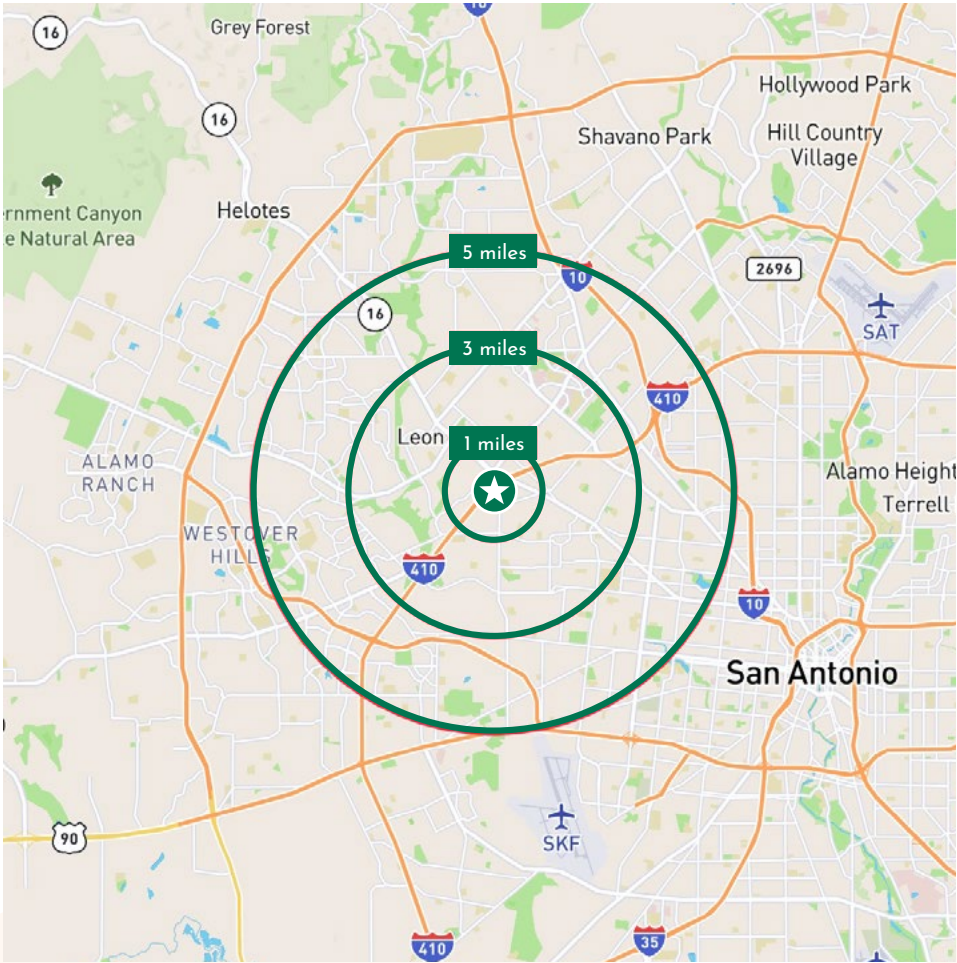 10
16
Grey Forest
Hollywood Park
16
Shavano Park
Hill Country
Village
ernment Canyon
e Natural Area
Helotes
5 miles
10
2696
16
SAT
3 miles
410
Leon
1 miles
ALAMO
RANCH
Alamo Height
Terrell
WESTOVER
HILLS
410
10
San Antonio
90
SKF
410
35